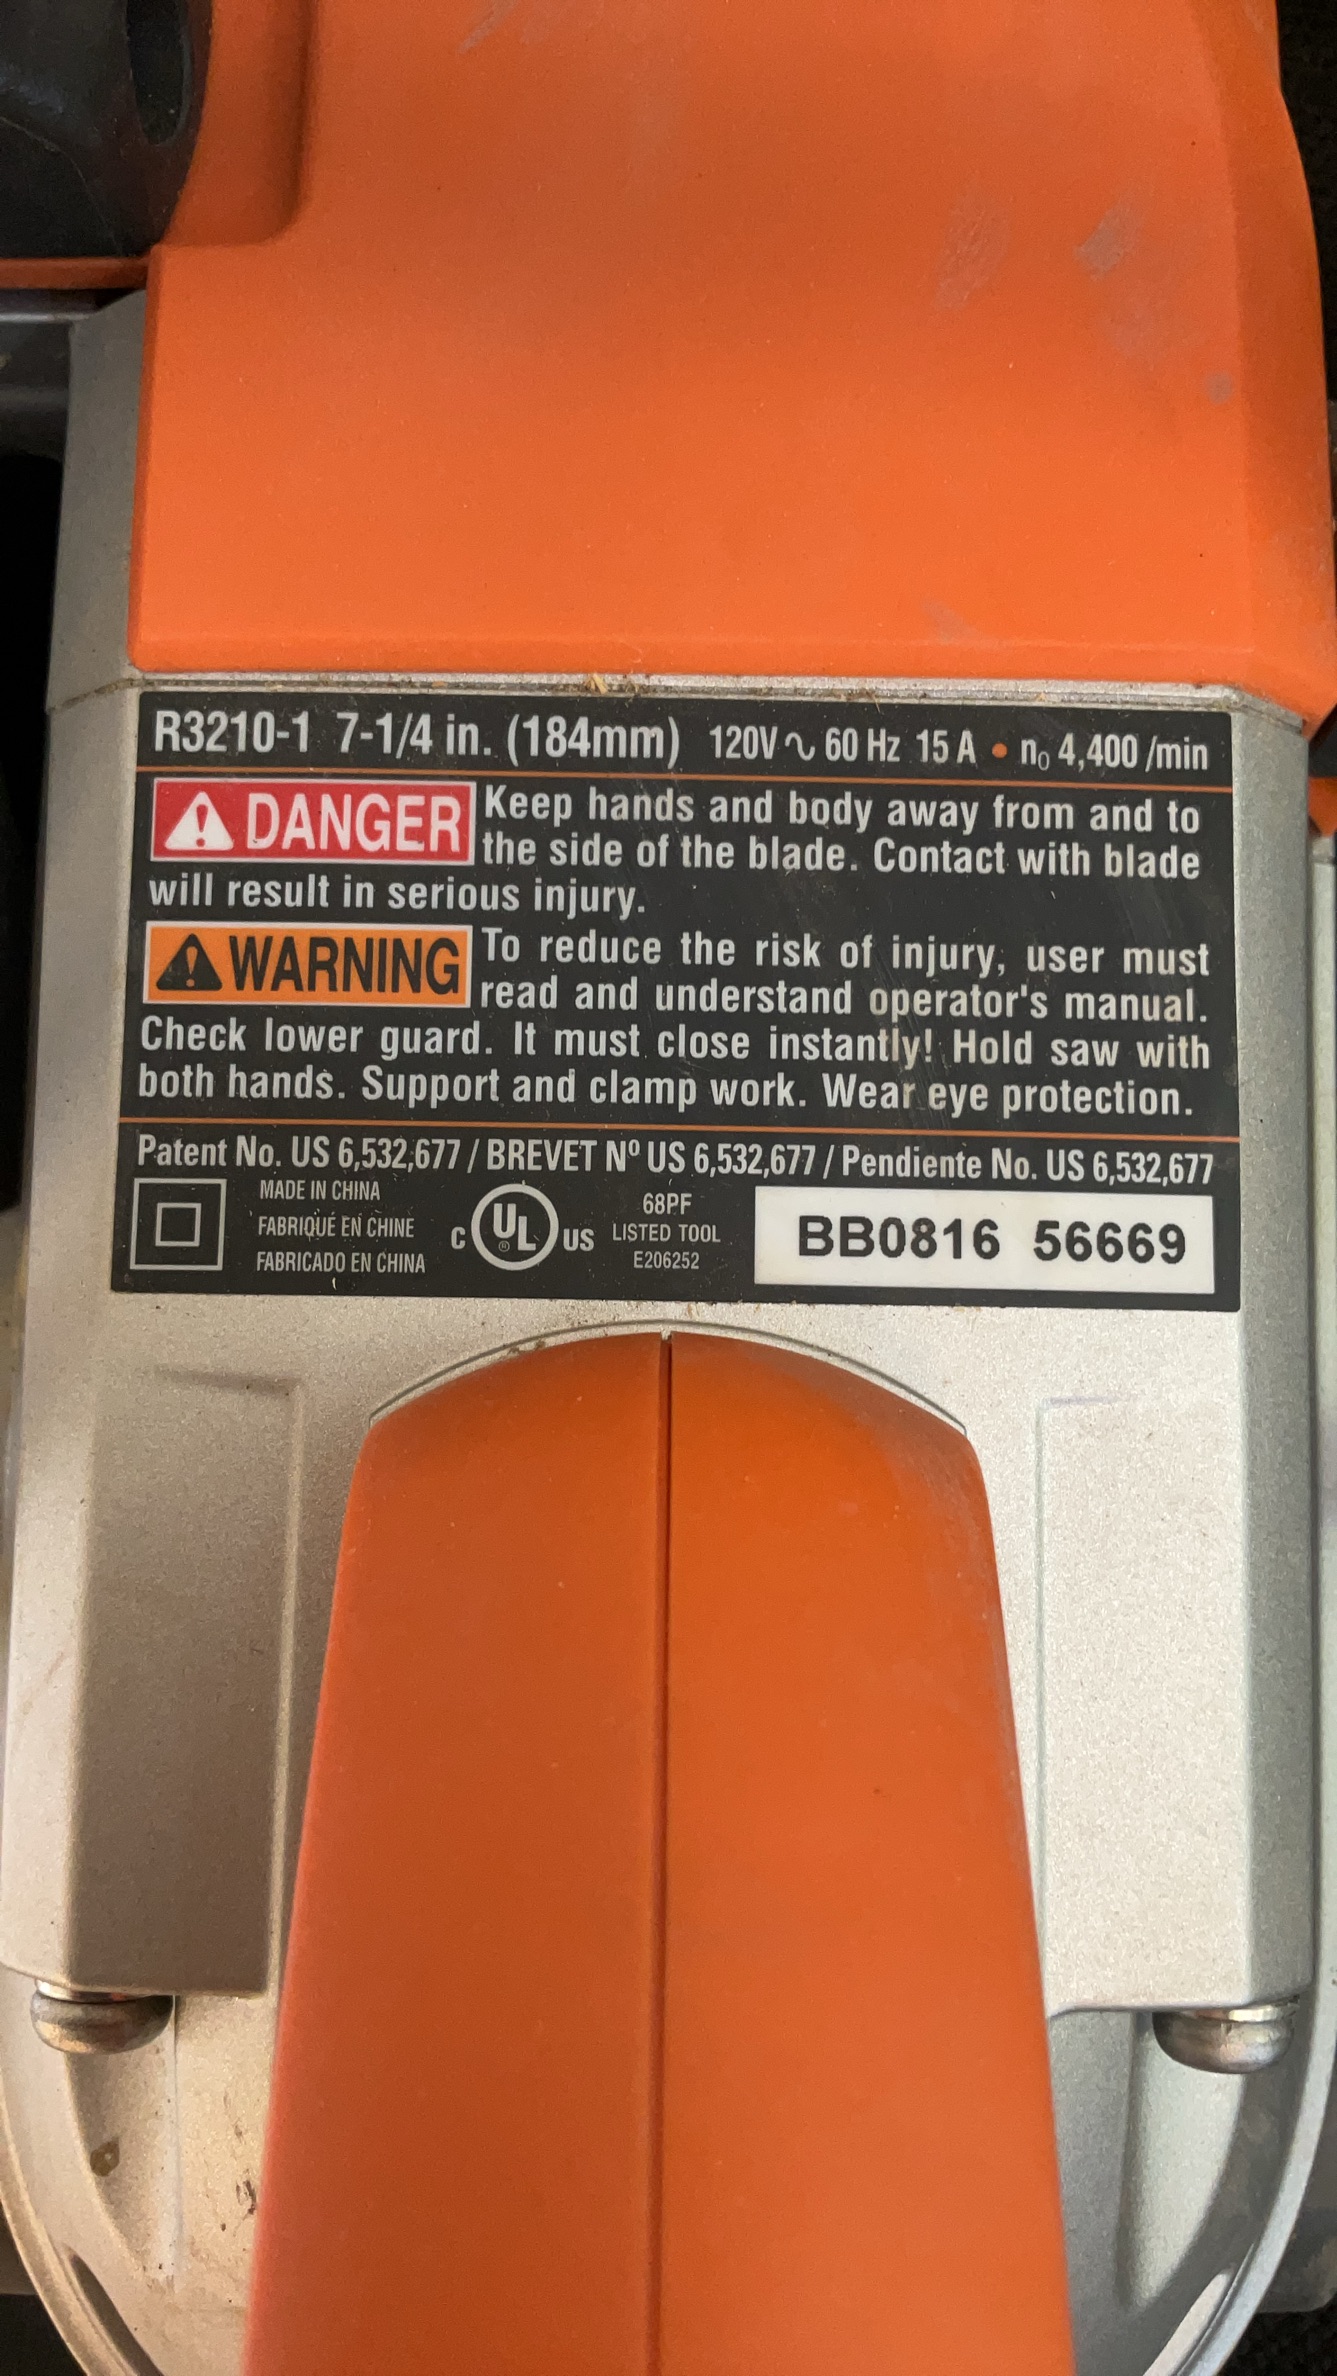 R3210-1 7-1/4 in. (184mm) 120V ∿ 60 Hz 15 A • n₀ 4,400 /min
⚠ DANGER Keep hands and body away from and to
the side of the blade. Contact with blade
will result in serious injury.
⚠ WARNING To reduce the risk of injury, user must
read and understand operator's manual.
Check lower guard. It must close instantly! Hold saw with
both hands. Support and clamp work. Wear eye protection.
Patent No. US 6,532,677 / BREVET Nº US 6,532,677 / Pendiente No. US 6,532,677
MADE IN CHINA
FABRIQUÉ EN CHINE
FABRICADO EN CHINA
C UL ® US
68PF
LISTED TOOL
E206252
BB0816 56669